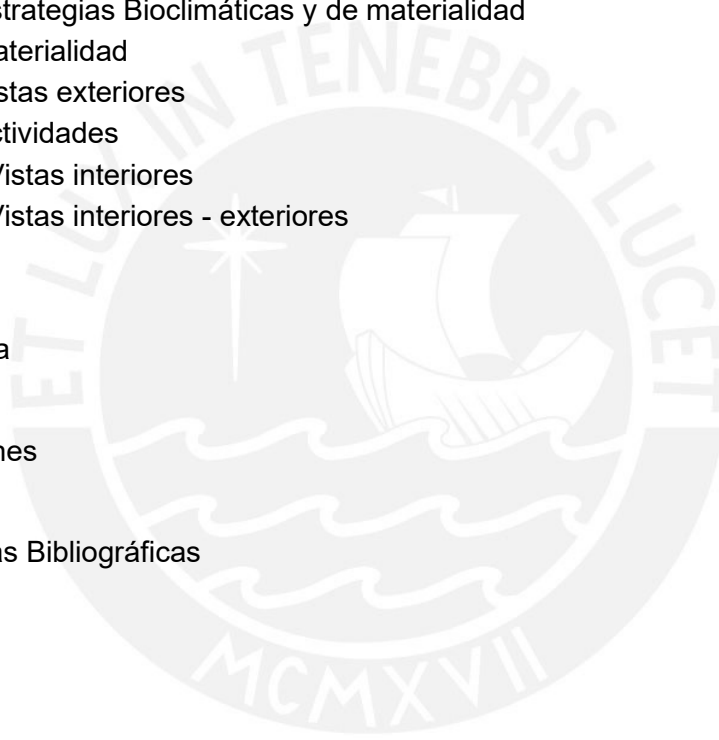 strategias Bioclimáticas y de materialidad
aterialidad
stas exteriores
ctividades
Vistas interiores
Vistas interiores - exteriores
a
nes
as Bibliográficas
ET LUX IN TENEBRIS LUCET
MCMXVII